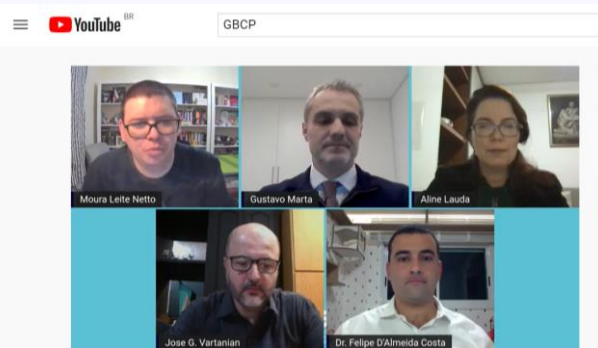 YouTube BR
GBCP
Moura Leite Netto
Gustavo Marta
Aline Lauda
Jose G. Vartanian
Dr. Felipe D'Almeida Costa